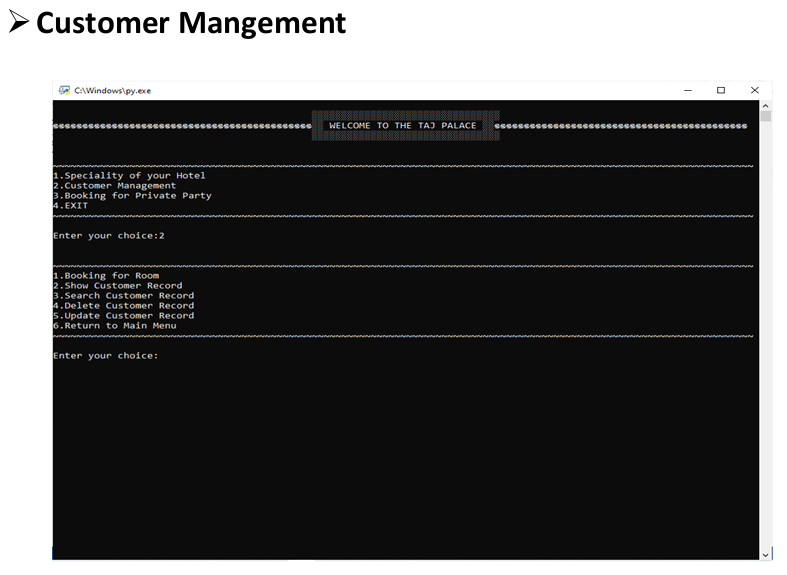 ➢ Customer Mangement
C:\Windows\py.exe
WELCOME TO THE TAJ PALACE
1.Speciality of your Hotel
2.Customer Management
3.Booking for Private Party
4.EXIT
Enter your choice:2
1.Booking for Room
2.Show Customer Record
3.Search Customer Record
4.Delete Customer Record
5.Update Customer Record
6.Return to Main Menu
Enter your choice: